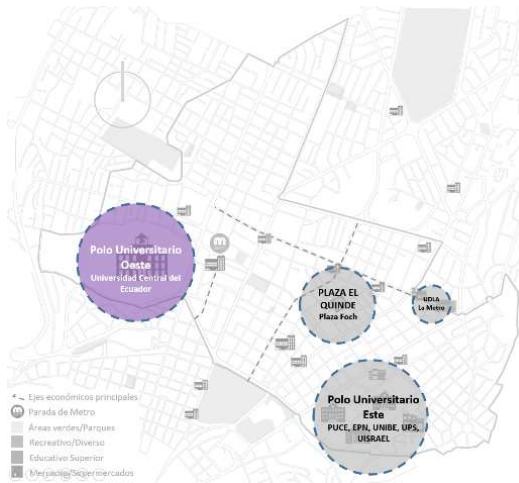 Polo Universitario
Oeste
Universidad Central del
Ecuador
PLAZA EL
QUINDE
Plaza Foch
UDLA
La Metro
Polo Universitario
Este
PUCE, EPN, UNIBE, UPS,
UISRAEL
Ejes económicos principales
m Parada de Metro
Áreas verdes/Parques
Recreativo/Diverso
Educativo Superior
Mercados/Supermercados
m